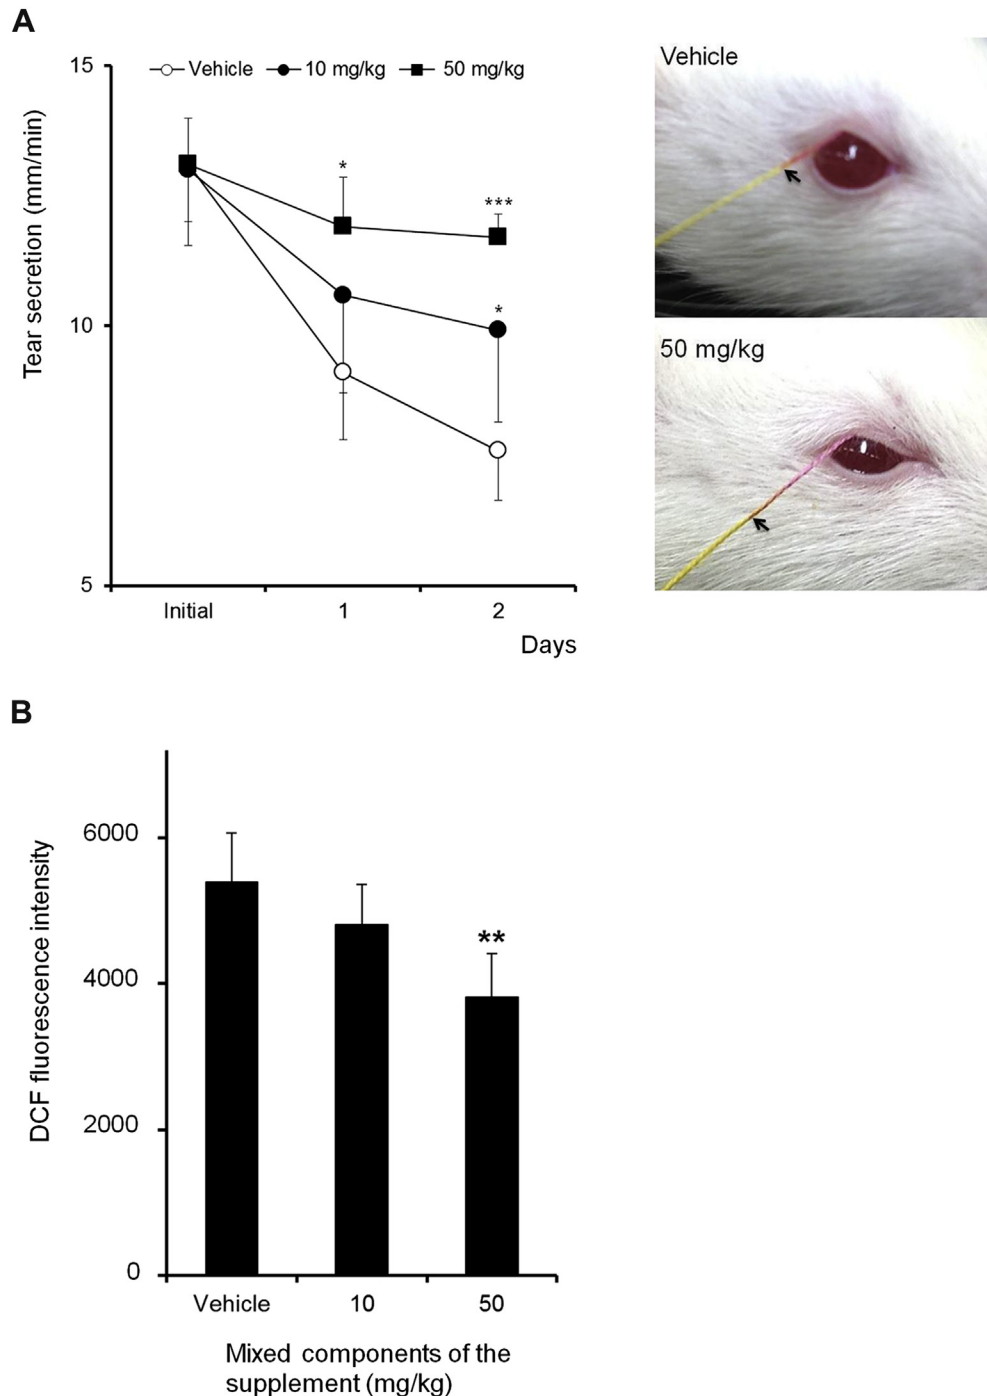 A
Vehicle 10 mg/kg 50 mg/kg
15
10
5
Tear secretion (mm/min)
*
***
*
Initial 1 2
Days
Vehicle
50 mg/kg
B
6000
4000
2000
0
DCF fluorescence intensity
**
Vehicle 10 50
Mixed components of the
supplement (mg/kg)